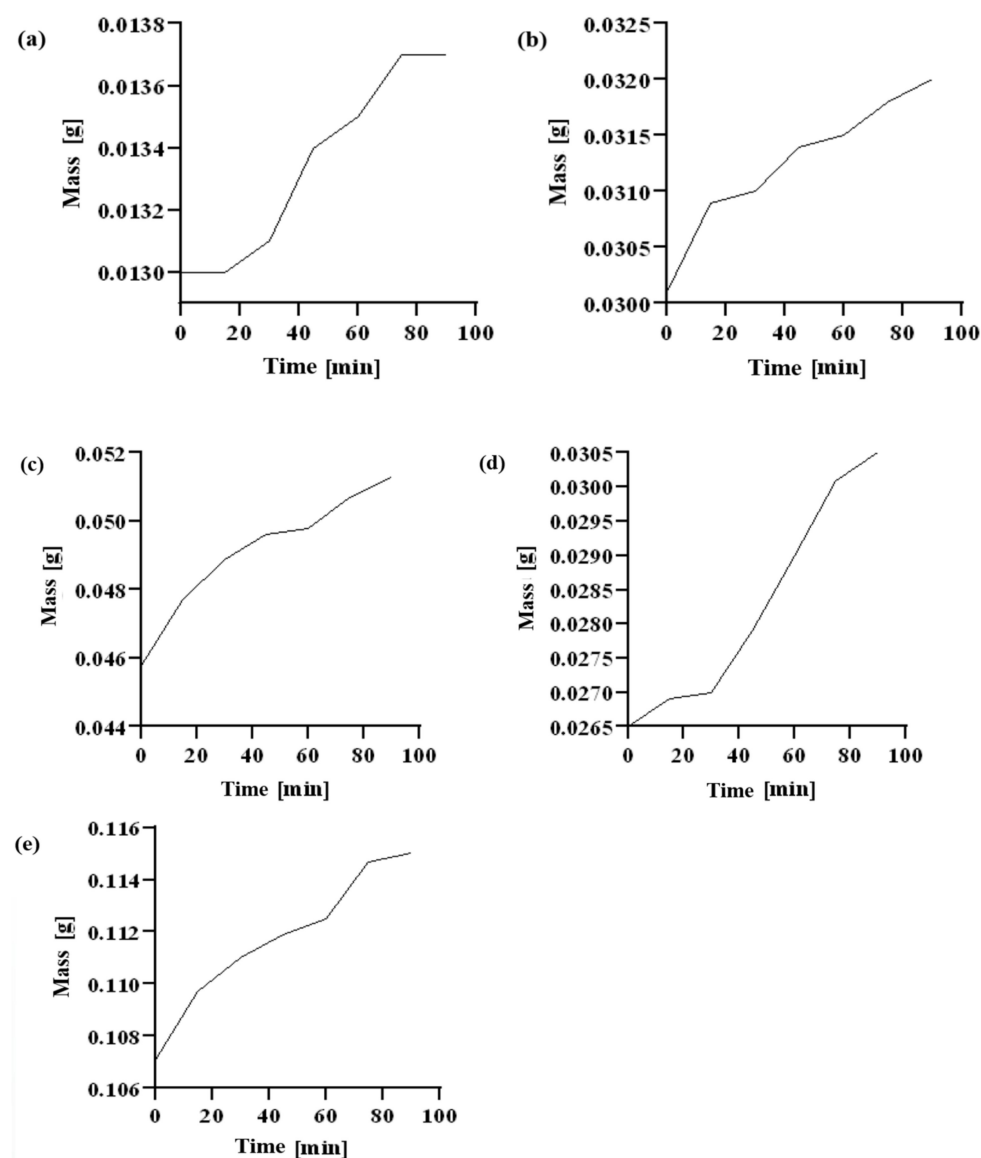 (a)
Mass [g]
0.0138
0.0136
0.0134
0.0132
0.0130
0 20 40 60 80 100
Time [min]
(b)
Mass [g]
0.0325
0.0320
0.0315
0.0310
0.0305
0.0300
0 20 40 60 80 100
Time [min]
(c)
Mass [g]
0.052
0.050
0.048
0.046
0.044
0 20 40 60 80 100
Time [min]
(d)
Mass [g]
0.0305
0.0300
0.0295
0.0290
0.0285
0.0280
0.0275
0.0270
0.0265
0 20 40 60 80 100
Time [min]
(e)
Mass [g]
0.116
0.114
0.112
0.110
0.108
0.106
0 20 40 60 80 100
Time [min]